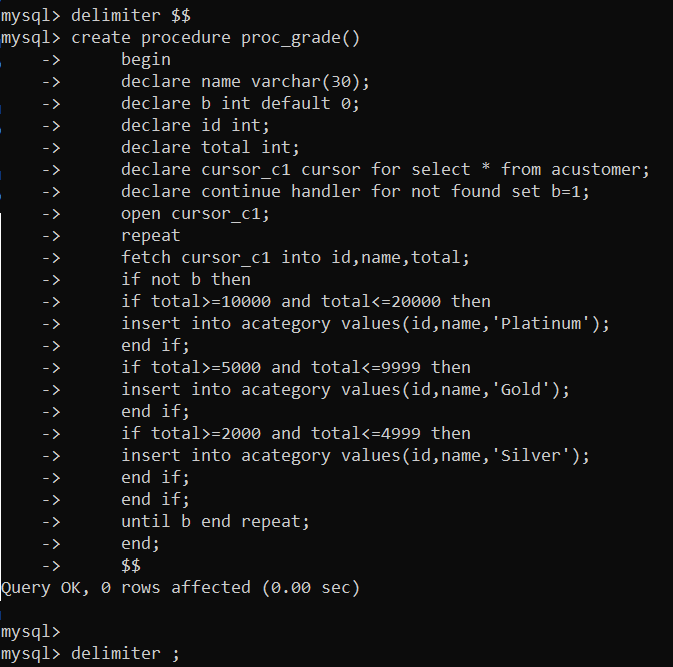 mysql> delimiter $$
mysql> create procedure proc_grade()
    ->      begin
    ->      declare name varchar(30);
    ->      declare b int default 0;
    ->      declare id int;
    ->      declare total int;
    ->      declare cursor_c1 cursor for select * from acustomer;
    ->      declare continue handler for not found set b=1;
    ->      open cursor_c1;
    ->      repeat
    ->      fetch cursor_c1 into id,name,total;
    ->      if not b then
    ->      if total>=10000 and total<=20000 then
    ->      insert into acategory values(id,name,'Platinum');
    ->      end if;
    ->      if total>=5000 and total<=9999 then
    ->      insert into acategory values(id,name,'Gold');
    ->      end if;
    ->      if total>=2000 and total<=4999 then
    ->      insert into acategory values(id,name,'Silver');
    ->      end if;
    ->      end if;
    ->      until b end repeat;
    ->      end;
    ->      $$
Query OK, 0 rows affected (0.00 sec)

mysql>
mysql> delimiter ;